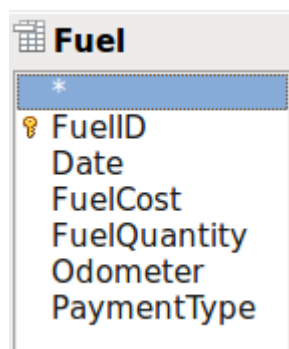 Fuel
*
FuelID
Date
FuelCost
FuelQuantity
Odometer
PaymentType